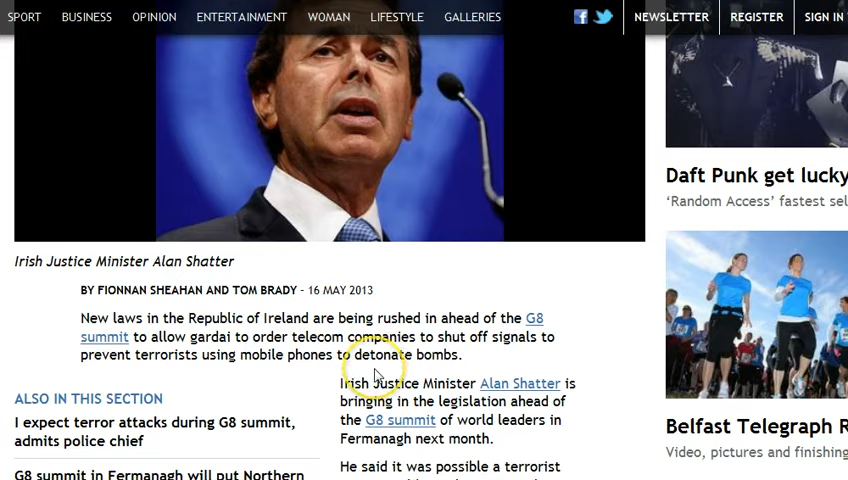 SPORT BUSINESS OPINION ENTERTAINMENT WOMAN LIFESTYLE GALLERIES NEWSLETTER REGISTER SIGN IN
Irish Justice Minister Alan Shatter
BY FIONNAN SHEAHAN AND TOM BRADY – 16 MAY 2013
New laws in the Republic of Ireland are being rushed in ahead of the G8
summit to allow gardai to order telecom companies to shut off signals to
prevent terrorists using mobile phones to detonate bombs.
Irish Justice Minister Alan Shatter is
bringing in the legislation ahead of
the G8 summit of world leaders in
Fermanagh next month.
He said it was possible a terrorist
ALSO IN THIS SECTION
I expect terror attacks during G8 summit,
admits police chief
G8 summit in Fermanagh will put Northern
Daft Punk get lucky
'Random Access' fastest sel
Belfast Telegraph R
Video, pictures and finishing